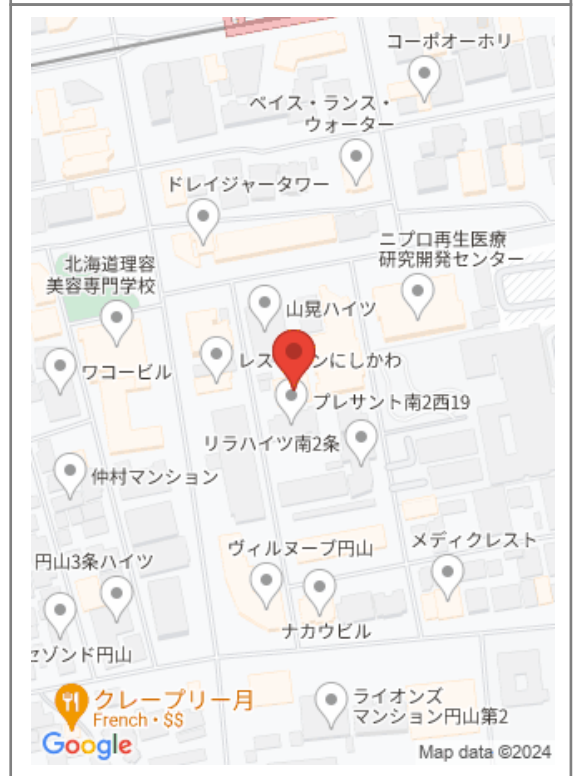 コーポオーホリ
ベイス・ランス・
ウォーター
ドレイジャータワー
ニプロ再生医療
研究開発センター
北海道理容
美容専門学校
山晃ハイツ
レス
ンにしかわ
ワコービル
プレサント南2西19
リラハイツ南2条
仲村マンション
ヴィルヌーブ円山
メディクレスト
円山3条ハイツ
ナカウビル
セゾンド円山
クレープリー月
French・$$
ライオンズ
マンション円山第2
Google
Map data ©2024